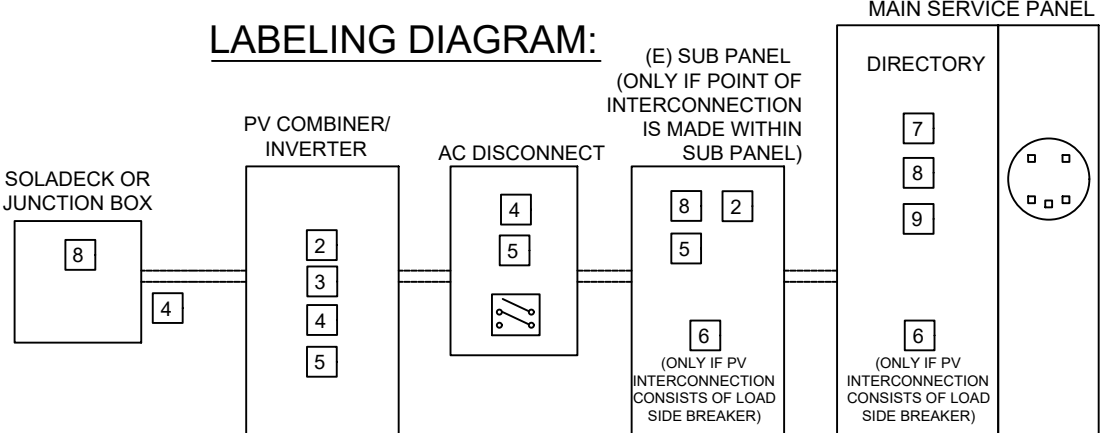 MAIN SERVICE PANEL
LABELING DIAGRAM:
SOLADECK OR
JUNCTION BOX
8
4
PV COMBINER/
INVERTER
2
3
4
5
AC DISCONNECT
4
5
(E) SUB PANEL
(ONLY IF POINT OF
INTERCONNECTION
IS MADE WITHIN
SUB PANEL)
8 2
5
6
(ONLY IF PV
INTERCONNECTION
CONSISTS OF LOAD
SIDE BREAKER)
DIRECTORY
7
8
9
6
(ONLY IF PV
INTERCONNECTION
CONSISTS OF LOAD
SIDE BREAKER)